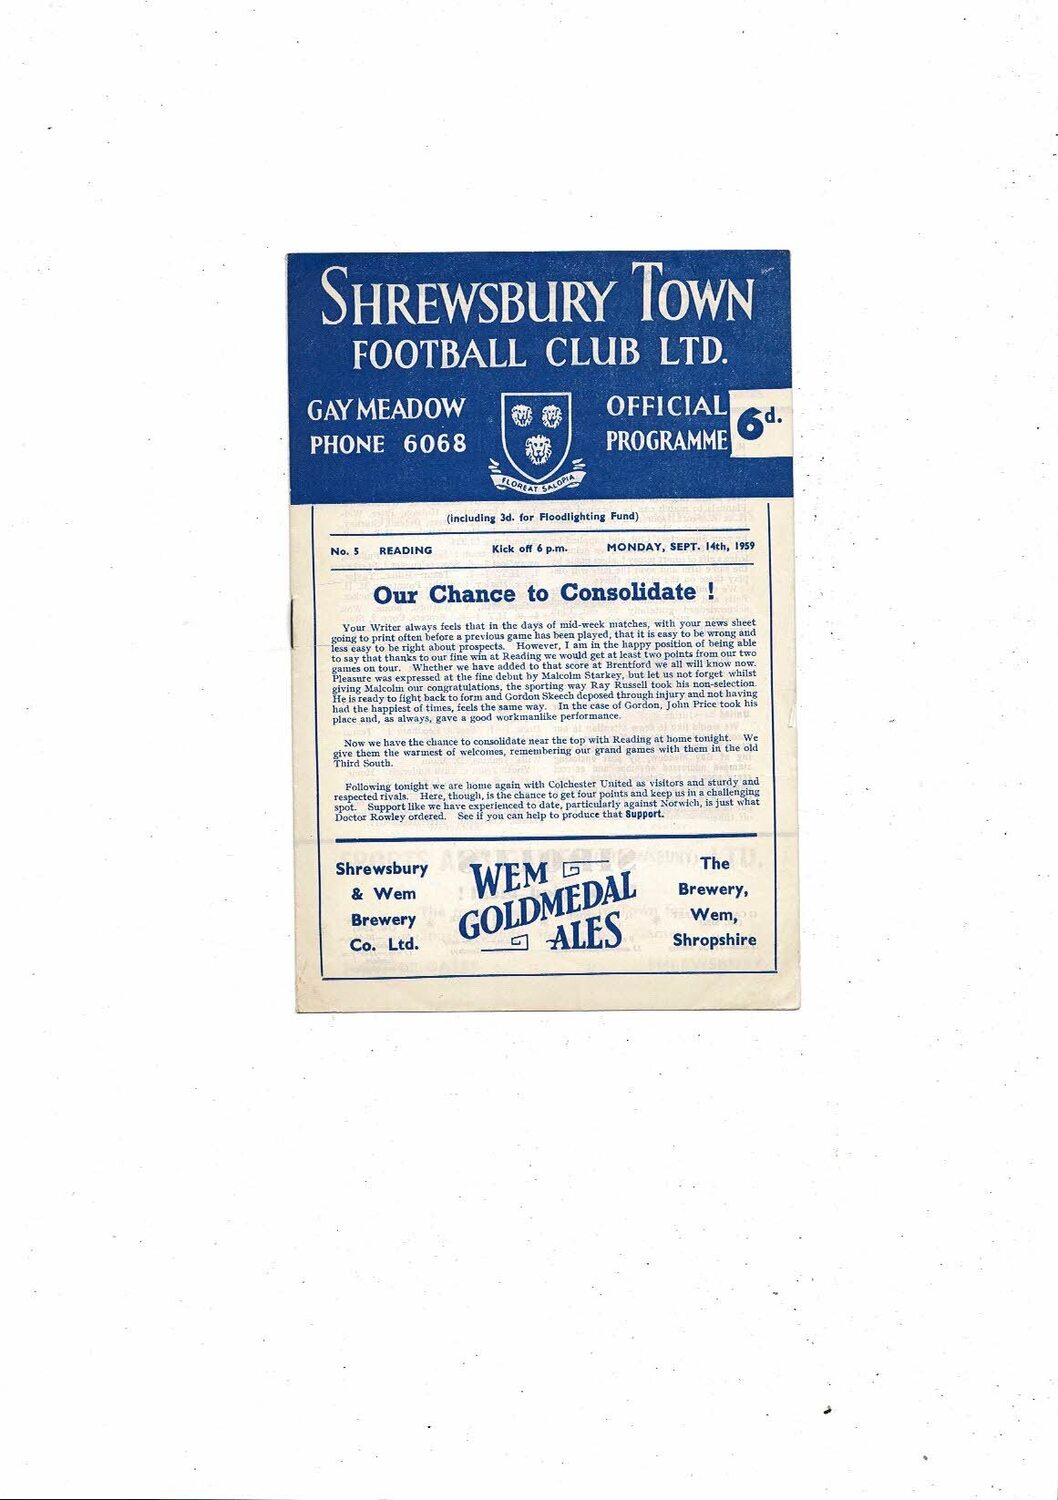 SHREWSBURY TOWN
FOOTBALL CLUB LTD.
GAY MEADOW
PHONE 6068
OFFICIAL
PROGRAMME
6d.
FLOREAT SALOPIA
(including 3d. for Floodlighting Fund)
No. 5 READING Kick off 6 p.m. MONDAY, SEPT. 14th, 1959
Our Chance to Consolidate !
Your Writer always feels that in the days of mid-week matches, with your news sheet
going to print often before a previous game has been played, that it is easy to be wrong and
less easy to be right about prospects. However, I am in the happy position of being able
to say that thanks to our fine win at Reading we would get at least two points from our two
games on tour. Whether we have added to that score at Brentford we all will know now.
Pleasure was expressed at the fine debut by Malcolm Starkey, but let us not forget whilst
giving Malcolm our congratulations, the sporting way Ray Russell took his non-selection.
He is ready to fight back to form and Gordon Skeech deposed through injury and not having
had the happiest of times, feels the same way. In the case of Gordon, John Price took his
place and, as always, gave a good workmanlike performance.
Now we have the chance to consolidate near the top with Reading at home tonight. We
give them the warmest of welcomes, remembering our grand games with them in the old
Third South.
Following tonight we are home again with Colchester United as visitors and sturdy and
respected rivals. Here, though, is the chance to get four points and keep us in a challenging
spot. Support like we have experienced to date, particularly against Norwich, is just what
Doctor Rowley ordered. See if you can help to produce that Support.
Shrewsbury
& Wem
Brewery
Co. Ltd.
WEM
GOLDMEDAL
ALES
The
Brewery,
Wem,
Shropshire